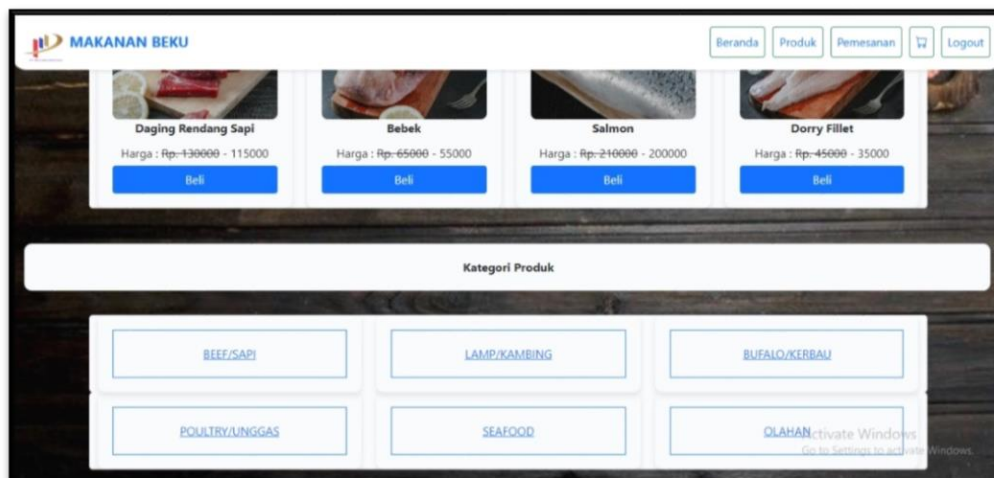 MAKANAN BEKU
Beranda Produk Pemesanan Logout
Daging Rendang Sapi Bebek Salmon Dorry Fillet
Harga : Rp. 130000 - 115000 Harga : Rp. 65000 - 55000 Harga : Rp. 210000 - 200000 Harga : Rp. 45000 - 35000
Beli Beli Beli Beli
Kategori Produk
BEEF/SAPI LAMP/KAMBING BUFALO/KERBAU
POULTRY/UNGGAS SEAFOOD OLAHAN
Activate Windows
Go to Settings to activate Windows.